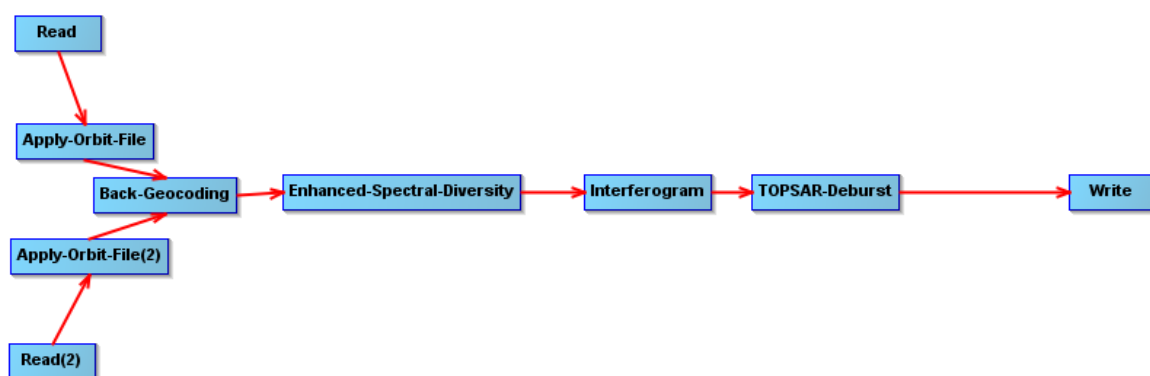 Read
Apply-Orbit-File
Back-Geocoding
Enhanced-Spectral-Diversity
Interferogram
TOPSAR-Deburst
Write
Apply-Orbit-File(2)
Read(2)